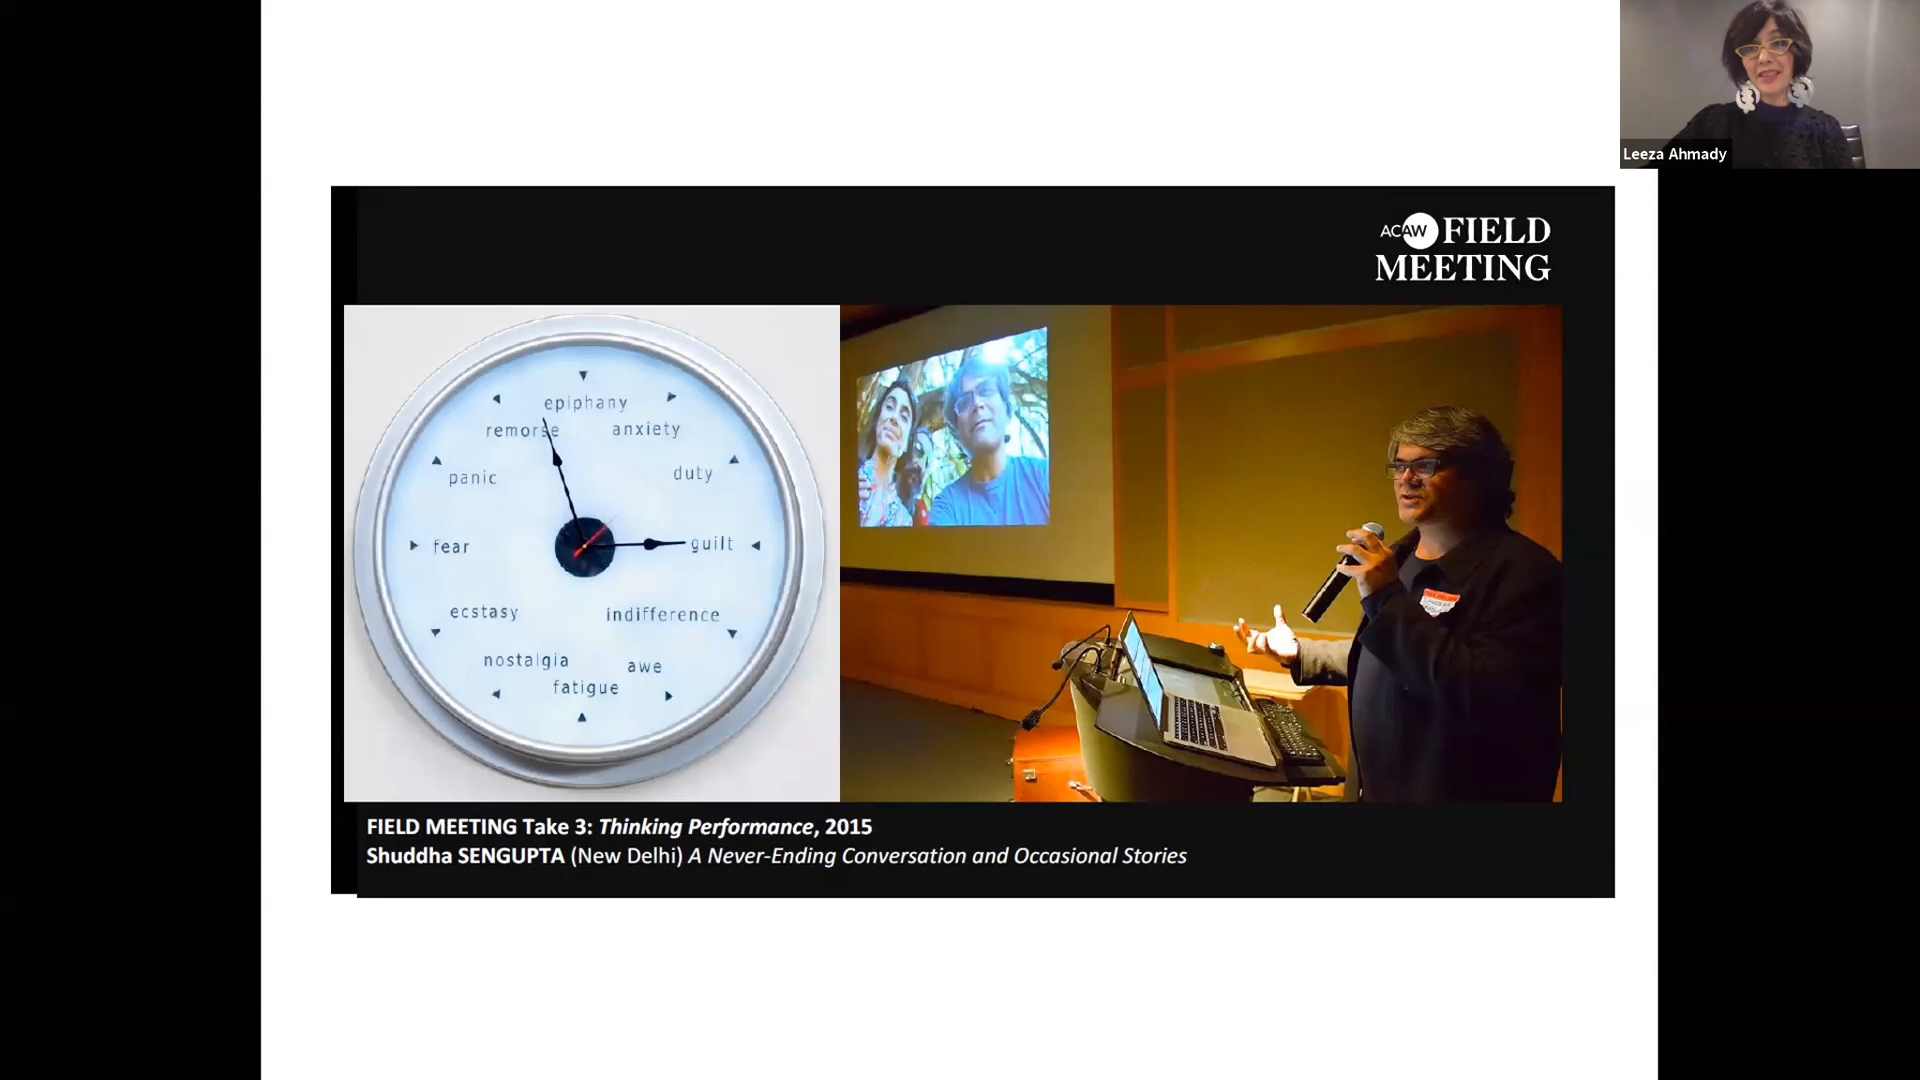 Leeza Ahmady
ACAW FIELD
MEETING
epiphany
remorse
anxiety
panic
duty
fear
guilt
ecstasy
indifference
nostalgia
awe
fatigue
FIELD MEETING Take 3: Thinking Performance, 2015
Shuddha SENGUPTA (New Delhi) A Never-Ending Conversation and Occasional Stories